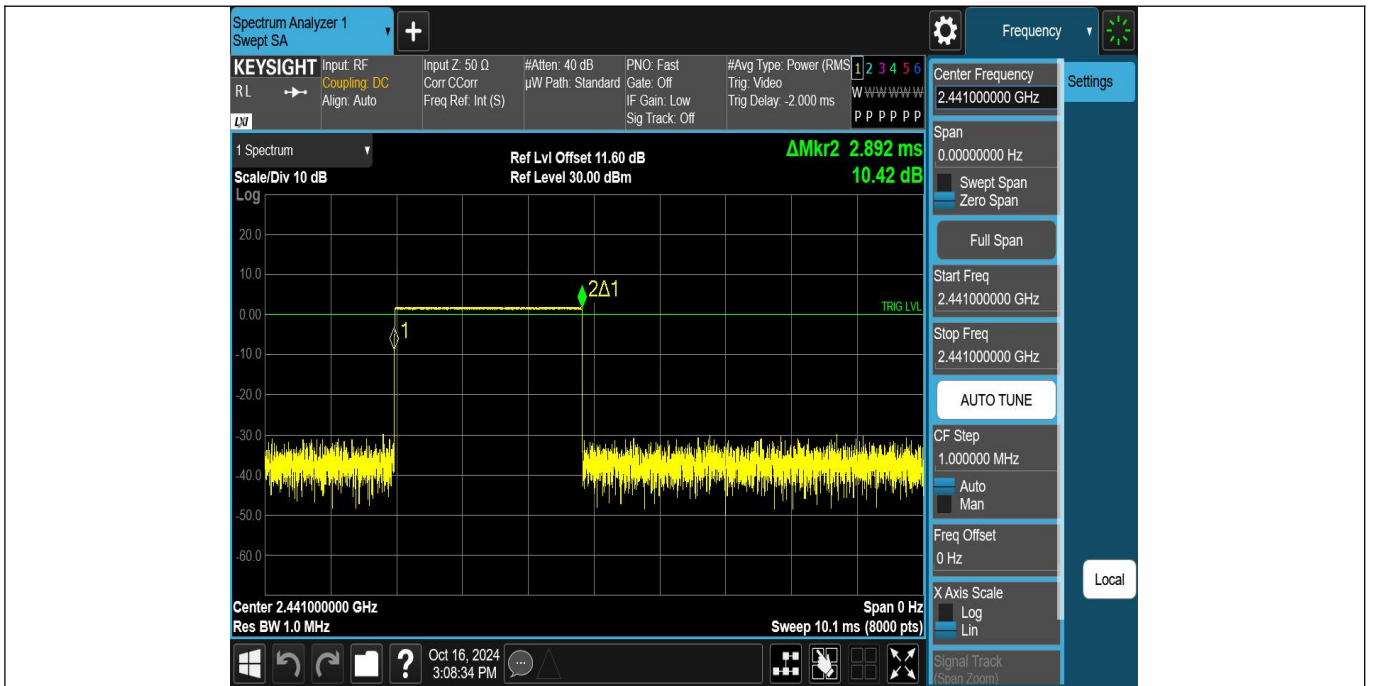 Spectrum Analyzer 1
Swept SA
+
Frequency
KEYSIGHT
RL
LXI
Input: RF
Coupling: DC
Align: Auto
Input Z: 50 Ω
Corr CCorr
Freq Ref: Int (S)
#Atten: 40 dB
µW Path: Standard
PNO: Fast
Gate: Off
IF Gain: Low
Sig Track: Off
#Avg Type: Power (RMS
Trig: Video
Trig Delay: -2.000 ms
1 2 3 4 5 6
W W W W W W
P P P P P P
1 Spectrum
Scale/Div 10 dB
Log
Ref Lvl Offset 11.60 dB
Ref Level 30.00 dBm
ΔMkr2 2.892 ms
10.42 dB
20.0
10.0
0.00
-10.0
-20.0
-30.0
-40.0
-50.0
-60.0
2Δ1
1
TRIG LVL
Center 2.441000000 GHz
Res BW 1.0 MHz
Span 0 Hz
Sweep 10.1 ms (8000 pts)
Center Frequency
2.441000000 GHz
Settings
Span
0.00000000 Hz
Swept Span
Zero Span
Full Span
Start Freq
2.441000000 GHz
Stop Freq
2.441000000 GHz
AUTO TUNE
CF Step
1.000000 MHz
Auto
Man
Freq Offset
0 Hz
Local
X Axis Scale
Log
Lin
Signal Track
(Span Zoom)
?
Oct 16, 2024
3:08:34 PM